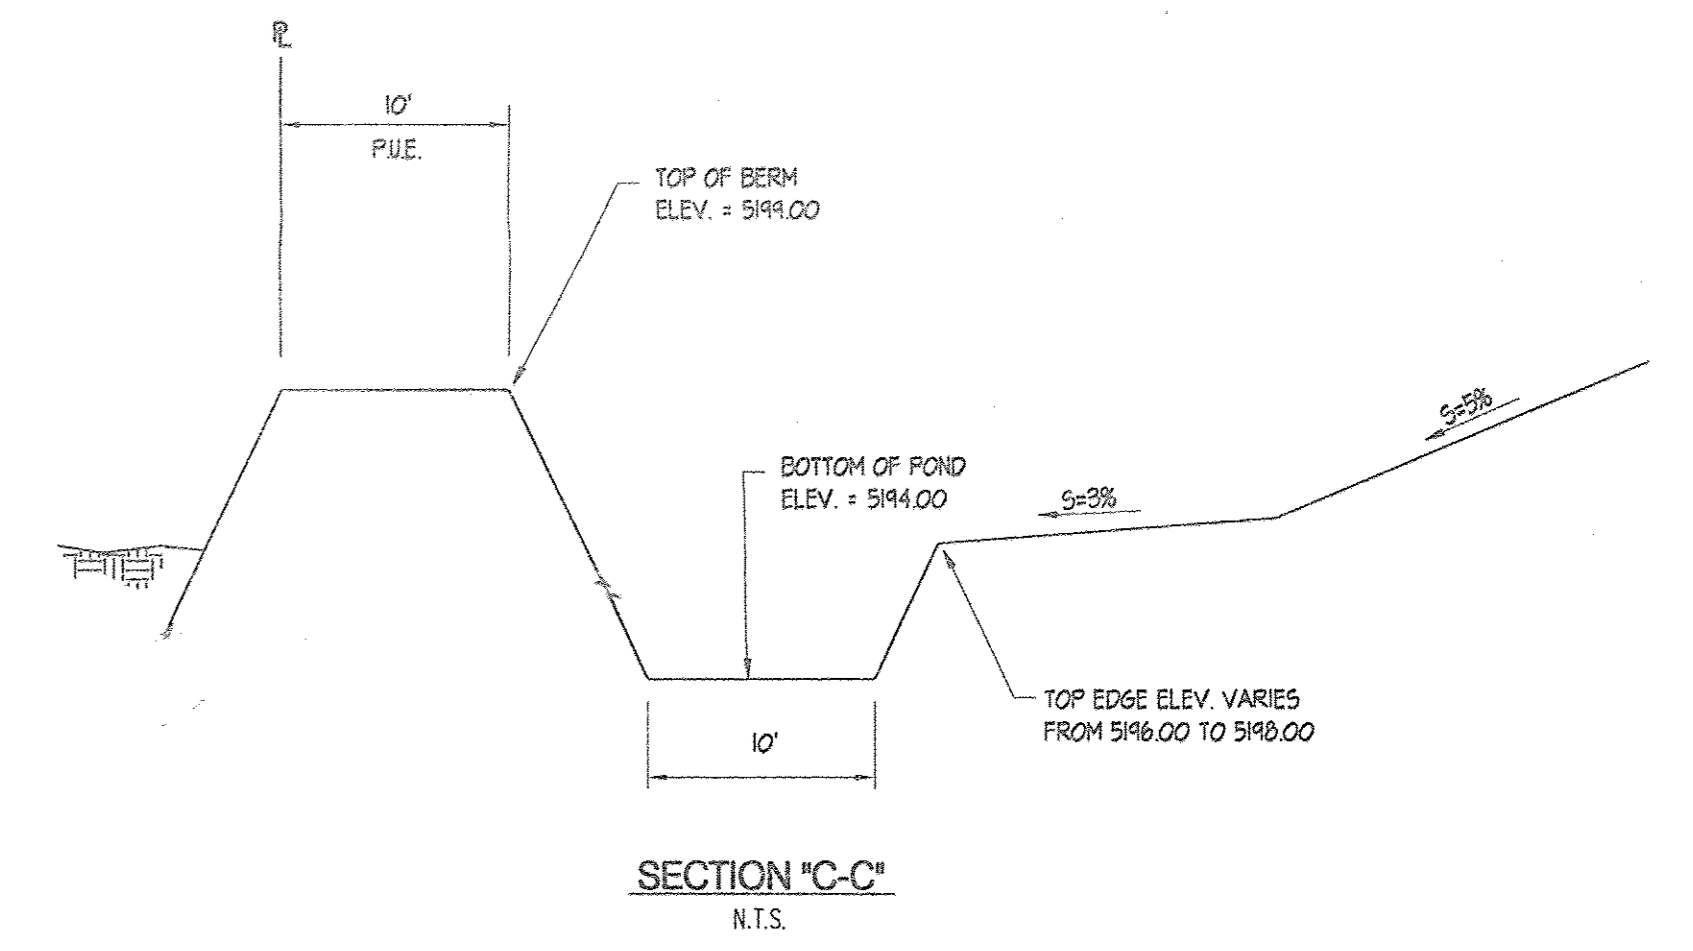 PL
10'
P.U.E.
TOP OF BERM
ELEV. = 5199.00
BOTTOM OF POND
ELEV. = 5194.00
S=3%
S=5%
TOP EDGE ELEV. VARIES
FROM 5196.00 TO 5198.00
10'
SECTION "C-C"
N.T.S.